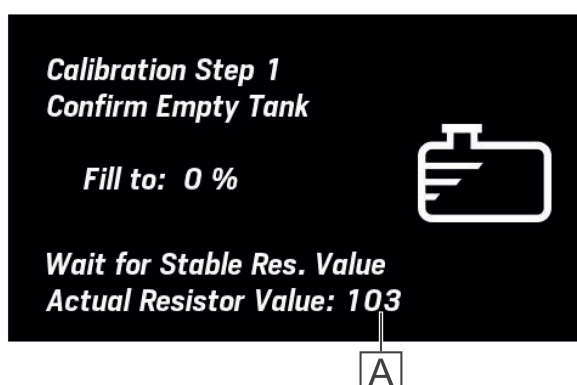 Calibration Step 1
Confirm Empty Tank
Fill to: 0 %
Wait for Stable Res. Value
Actual Resistor Value: 103
A